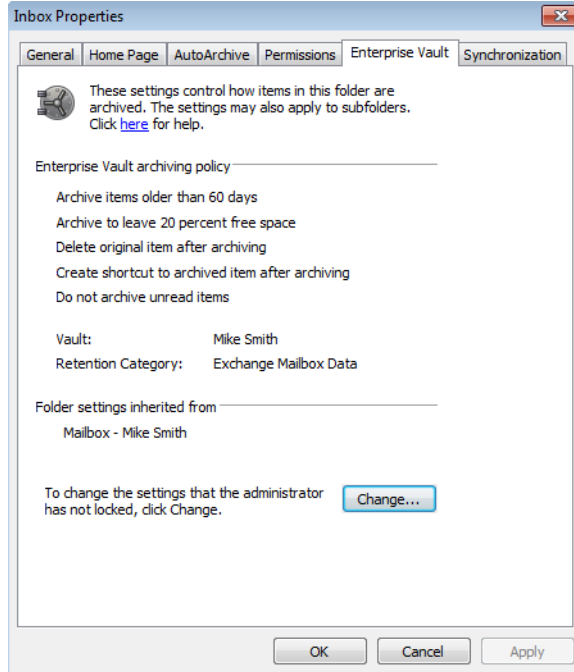 Inbox Properties
General Home Page AutoArchive Permissions Enterprise Vault Synchronization
These settings control how items in this folder are
archived. The settings may also apply to subfolders.
Click here for help.
Enterprise Vault archiving policy
Archive items older than 60 days
Archive to leave 20 percent free space
Delete original item after archiving
Create shortcut to archived item after archiving
Do not archive unread items
Vault: Mike Smith
Retention Category: Exchange Mailbox Data
Folder settings inherited from
Mailbox - Mike Smith
To change the settings that the administrator
has not locked, click Change.
Change...
OK Cancel Apply